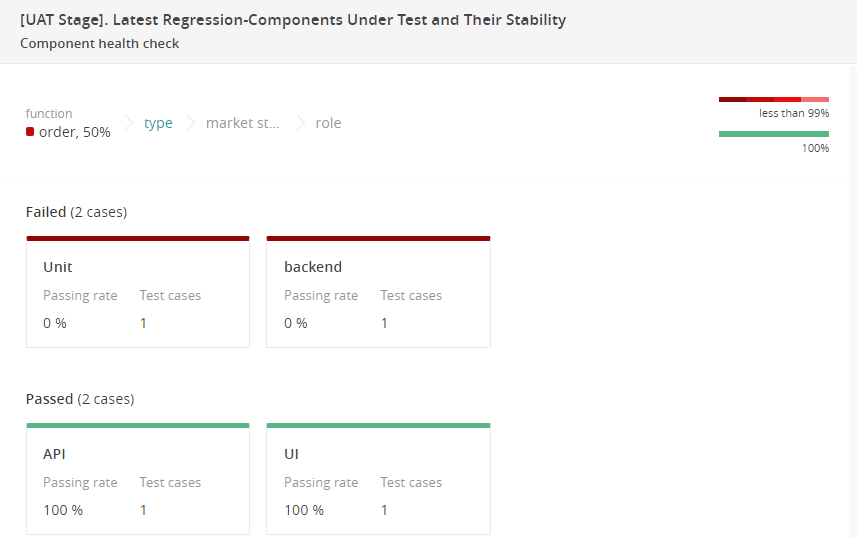 [UAT Stage]. Latest Regression-Components Under Test and Their Stability
Component health check
function
order, 50%
type
market st...
role
less than 99%
100%
Failed (2 cases)
Unit
Passing rate Test cases
0 % 1
backend
Passing rate Test cases
0 % 1
Passed (2 cases)
API
Passing rate Test cases
100 % 1
UI
Passing rate Test cases
100 % 1